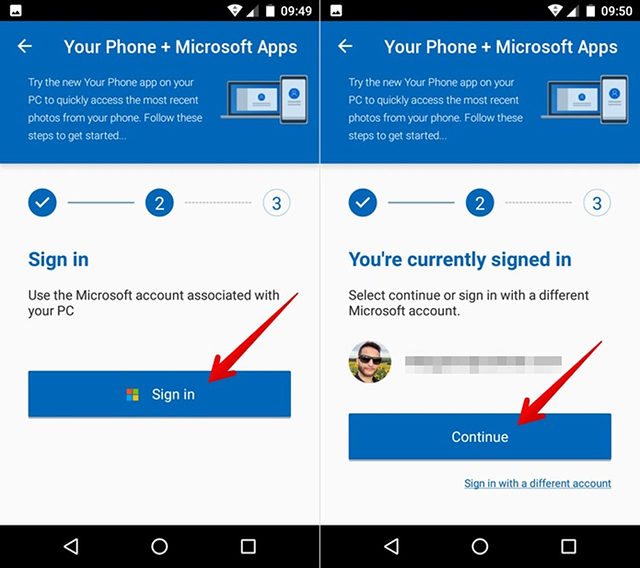 09:49
Your Phone + Microsoft Apps
Try the new Your Phone app on your
PC to quickly access the most recent
photos from your phone. Follow these
steps to get started...
2
3
Sign in
Use the Microsoft account associated with
your PC
Sign in
09:50
Your Phone + Microsoft Apps
Try the new Your Phone app on your
PC to quickly access the most recent
photos from your phone. Follow these
steps to get started...
2
3
You're currently signed in
Select continue or sign in with a different
Microsoft account.
Continue
Sign in with a different account